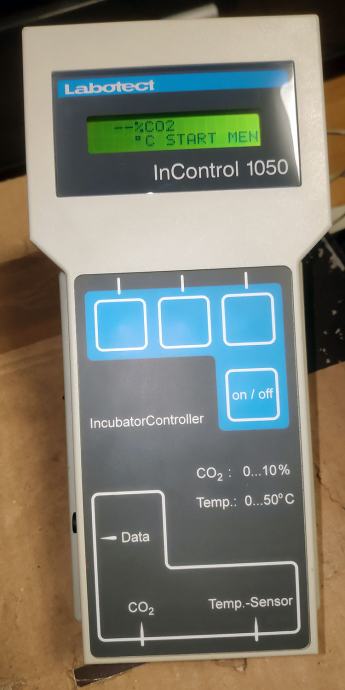 Labotect
--%CO2
°C START MEN
InControl 1050
on / off
IncubatorController
CO₂ : 0...10%
Temp.: 0...50°C
Data
CO₂
Temp.-Sensor